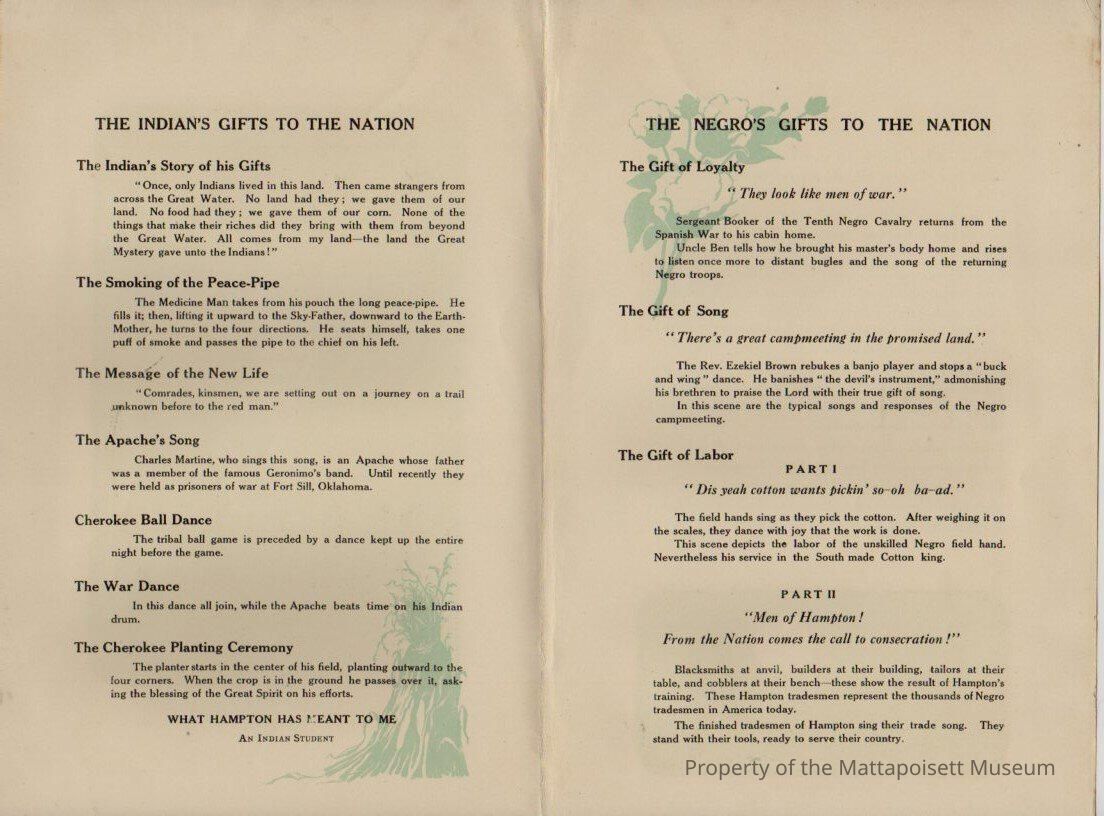 THE INDIAN'S GIFTS TO THE NATION
The Indian's Story of his Gifts
"Once, only Indians lived in this land. Then came strangers from
across the Great Water. No land had they; we gave them of our
land. No food had they; we gave them of our corn. None of the
things that make their riches did they bring with them from beyond
the Great Water. All comes from my land—the land the Great
Mystery gave unto the Indians!"
The Smoking of the Peace-Pipe
The Medicine Man takes from his pouch the long peace-pipe. He
fills it; then, lifting it upward to the Sky-Father, downward to the Earth-
Mother, he turns to the four directions. He seats himself, takes one
puff of smoke and passes the pipe to the chief on his left.
The Message of the New Life
"Comrades, kinsmen, we are setting out on a journey on a trail
unknown before to the red man."
The Apache's Song
Charles Martine, who sings this song, is an Apache whose father
was a member of the famous Geronimo's band. Until recently they
were held as prisoners of war at Fort Sill, Oklahoma.
Cherokee Ball Dance
The tribal ball game is preceded by a dance kept up the entire
night before the game.
The War Dance
In this dance all join, while the Apache beats time on his Indian
drum.
The Cherokee Planting Ceremony
The planter starts in the center of his field, planting outward to the
four corners. When the crop is in the ground he passes over it, ask-
ing the blessing of the Great Spirit on his efforts.
WHAT HAMPTON HAS MEANT TO ME
AN INDIAN STUDENT
THE NEGRO'S GIFTS TO THE NATION
The Gift of Loyalty
"They look like men of war."
Sergeant Booker of the Tenth Negro Cavalry returns from the
Spanish War to his cabin home.
Uncle Ben tells how he brought his master's body home and rises
to listen once more to distant bugles and the song of the returning
Negro troops.
The Gift of Song
"There's a great campmeeting in the promised land."
The Rev. Ezekiel Brown rebukes a banjo player and stops a "buck
and wing" dance. He banishes "the devil's instrument," admonishing
his brethren to praise the Lord with their true gift of song.
In this scene are the typical songs and responses of the Negro
campmeeting.
The Gift of Labor
PART I
"Dis yeah cotton wants pickin' so-oh ba-ad."
The field hands sing as they pick the cotton. After weighing it on
the scales, they dance with joy that the work is done.
This scene depicts the labor of the unskilled Negro field hand.
Nevertheless his service in the South made Cotton king.
PART II
"Men of Hampton!
From the Nation comes the call to consecration!"
Blacksmiths at anvil, builders at their building, tailors at their
table, and cobblers at their bench—these show the result of Hampton's
training. These Hampton tradesmen represent the thousands of Negro
tradesmen in America today.
The finished tradesmen of Hampton sing their trade song. They
stand with their tools, ready to serve their country.
Property of the Mattapoisett Museum